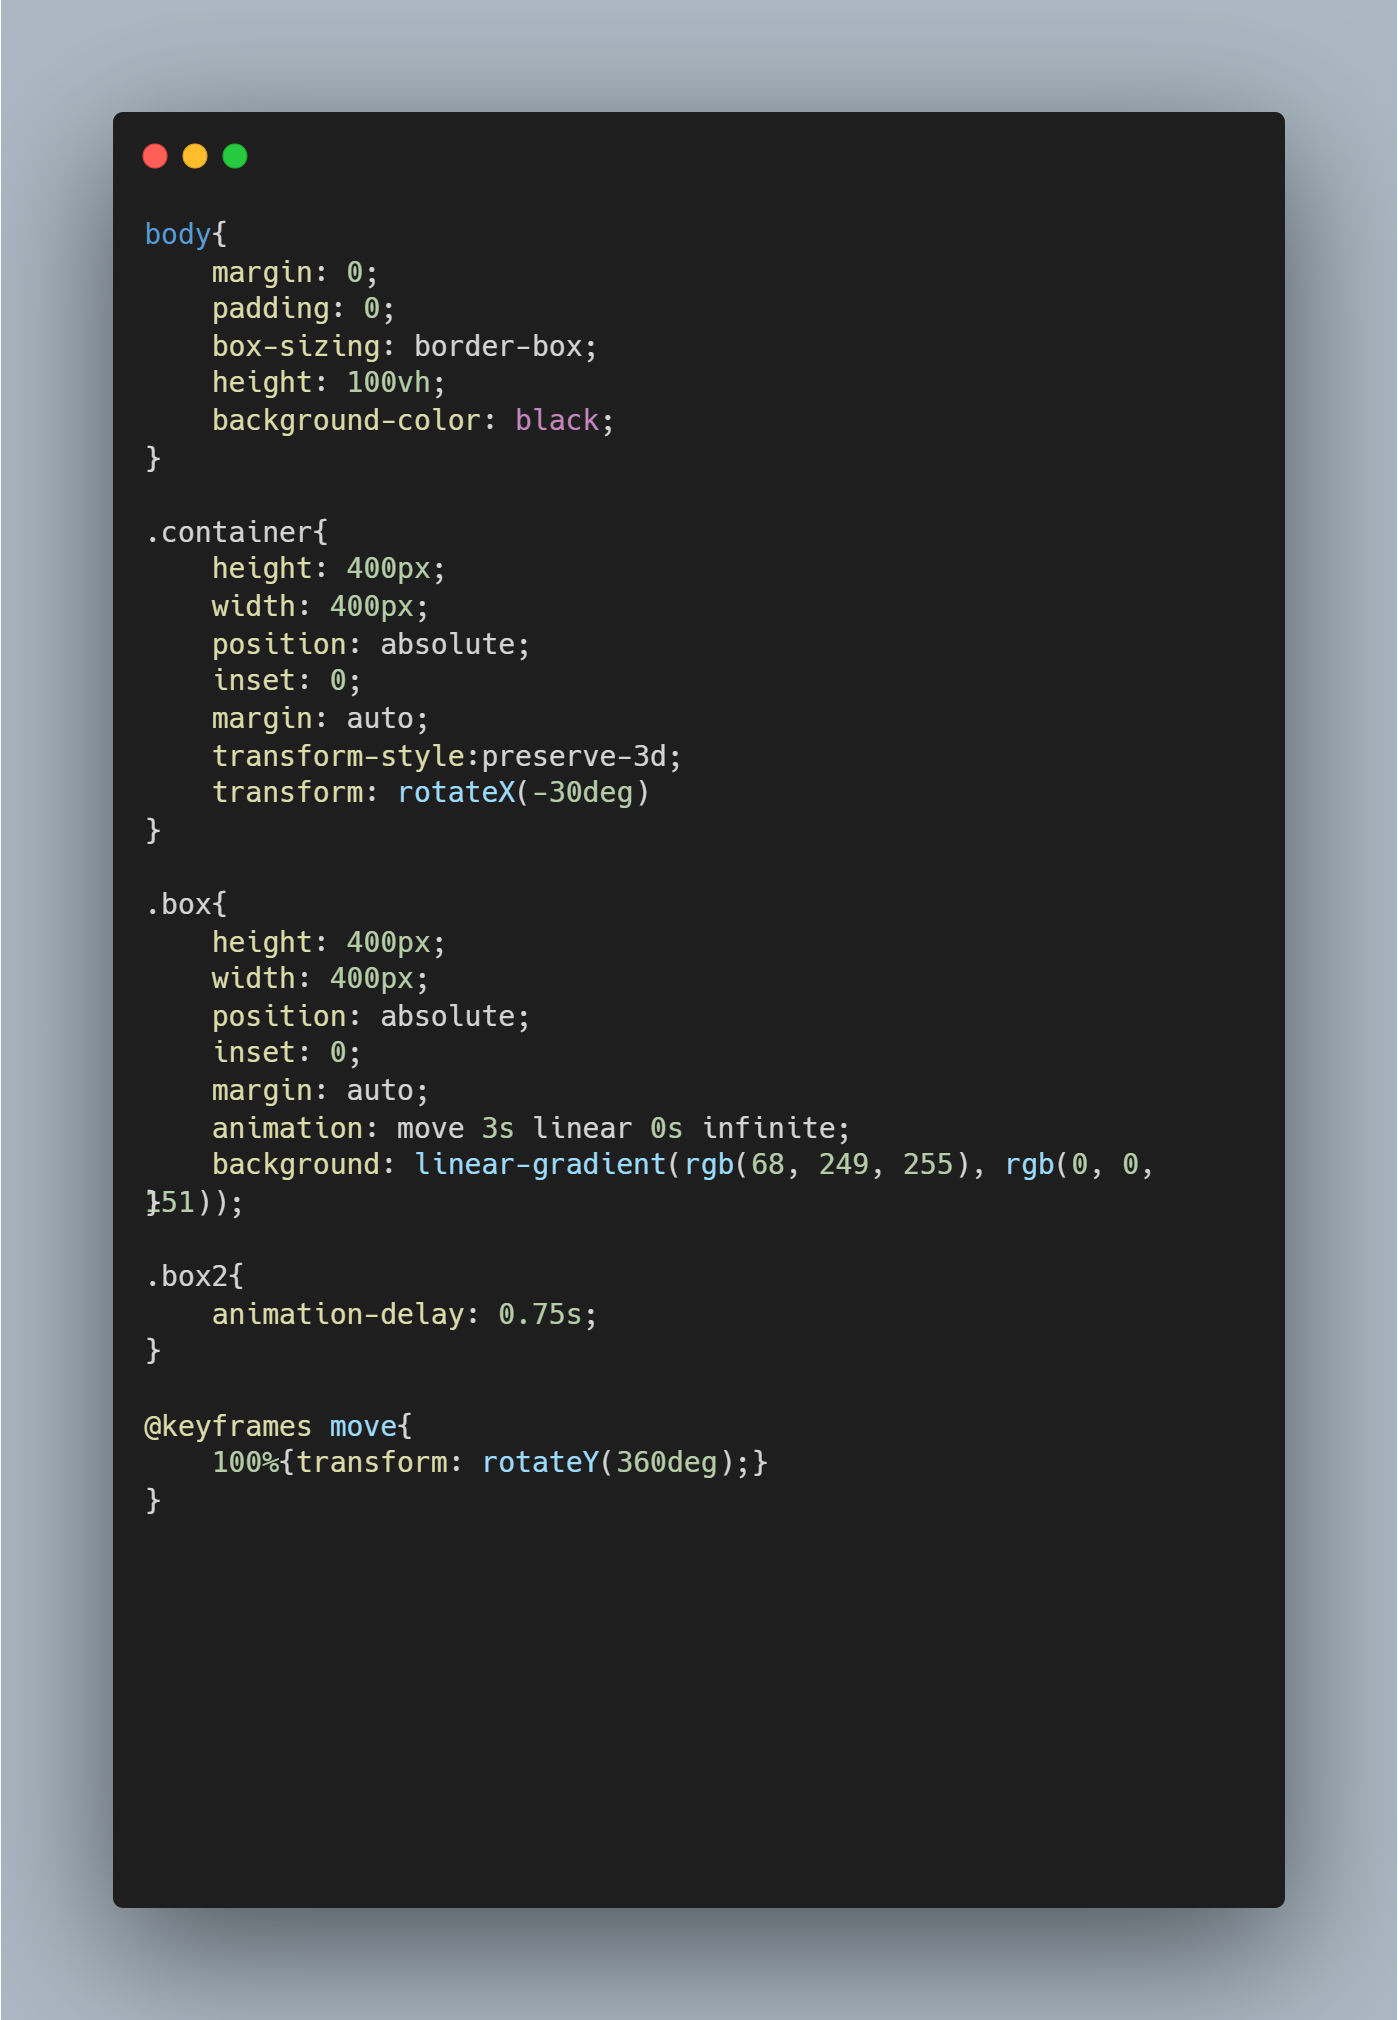 body{
    margin: 0;
    padding: 0;
    box-sizing: border-box;
    height: 100vh;
    background-color: black;
}
.container{
    height: 400px;
    width: 400px;
    position: absolute;
    inset: 0;
    margin: auto;
    transform-style:preserve-3d;
    transform: rotateX(-30deg)
}
.box{
    height: 400px;
    width: 400px;
    position: absolute;
    inset: 0;
    margin: auto;
    animation: move 3s linear 0s infinite;
    background: linear-gradient(rgb(68, 249, 255), rgb(0, 0,
151));
}
.box2{
    animation-delay: 0.75s;
}
@keyframes move{
    100%{transform: rotateY(360deg);}
}